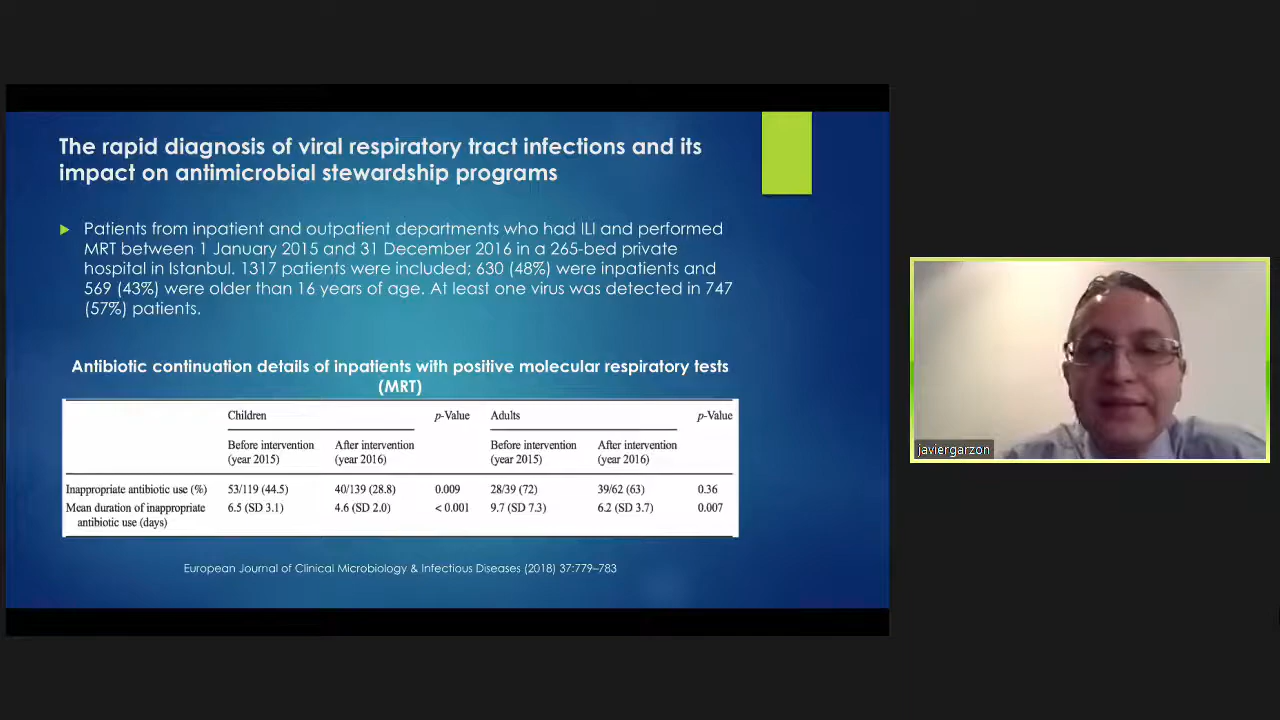 The rapid diagnosis of viral respiratory tract infections and its
impact on antimicrobial stewardship programs
Patients from inpatient and outpatient departments who had ILI and performed
MRT between 1 January 2015 and 31 December 2016 in a 265-bed private
hospital in Istanbul. 1317 patients were included; 630 (48%) were inpatients and
569 (43%) were older than 16 years of age. At least one virus was detected in 747
(57%) patients.
Antibiotic continuation details of inpatients with positive molecular respiratory tests
(MRT)
Children p-Value Adults p-Value
Before intervention After intervention Before intervention After intervention
(year 2015) (year 2016) (year 2015) (year 2016)
Inappropriate antibiotic use (%) 53/119 (44.5) 40/139 (28.8) 0.009 28/39 (72) 39/62 (63) 0.36
Mean duration of inappropriate 6.5 (SD 3.1) 4.6 (SD 2.0) < 0.001 9.7 (SD 7.3) 6.2 (SD 3.7) 0.007
antibiotic use (days)
European Journal of Clinical Microbiology & Infectious Diseases (2018) 37:779–783
javiergarzon